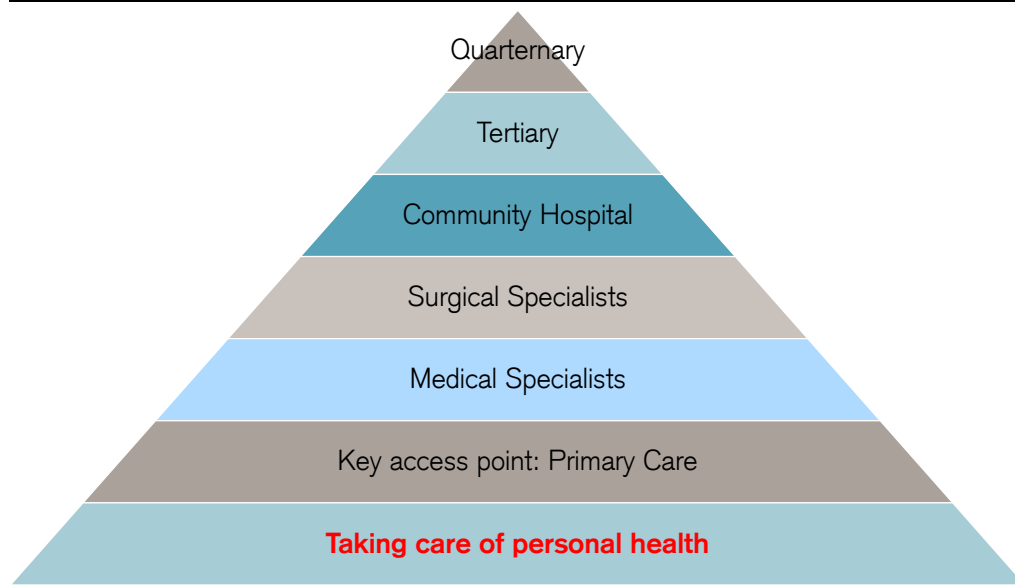 Quarternary
Tertiary
Community Hospital
Surgical Specialists
Medical Specialists
Key access point: Primary Care
Taking care of personal health